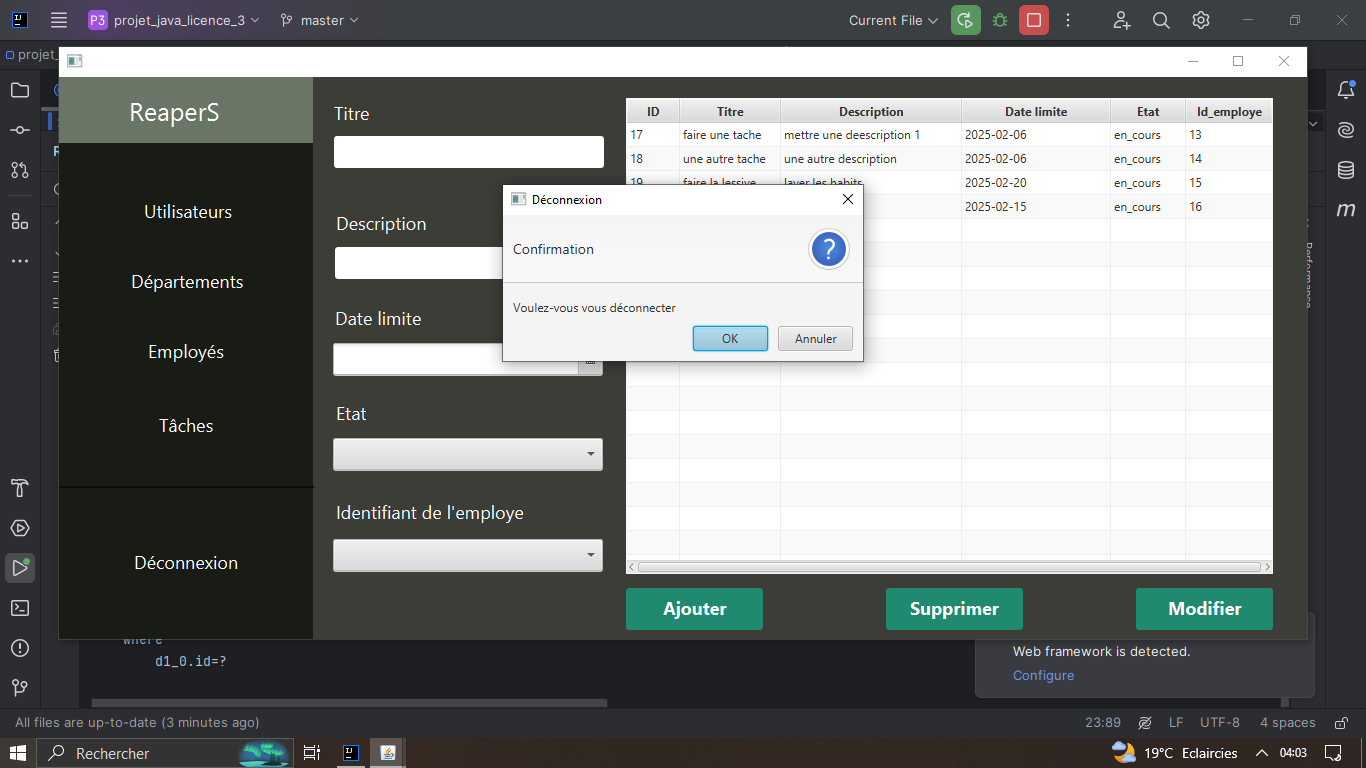 P3 projet_java_licence_3 master Current File
projet_
ReaperS
Utilisateurs
Départements
Employés
Tâches
Déconnexion
Titre
Description
Date limite
Etat
Identifiant de l'employe
ID Titre Description Date limite Etat Id_employe
17 faire une tache mettre une deescription 1 2025-02-06 en_cours 13
18 une autre tache une autre description 2025-02-06 en_cours 14
19 faire la lessive laver les habits 2025-02-20 en_cours 15
2025-02-15 en_cours 16
Déconnexion
Confirmation
?
Voulez-vous vous déconnecter
OK Annuler
Ajouter Supprimer Modifier
Performance
m
where
d1_0.id=?
Web framework is detected.
Configure
All files are up-to-date (3 minutes ago) 23:89 LF UTF-8 4 spaces
Rechercher 19°C Eclaircies 04:03